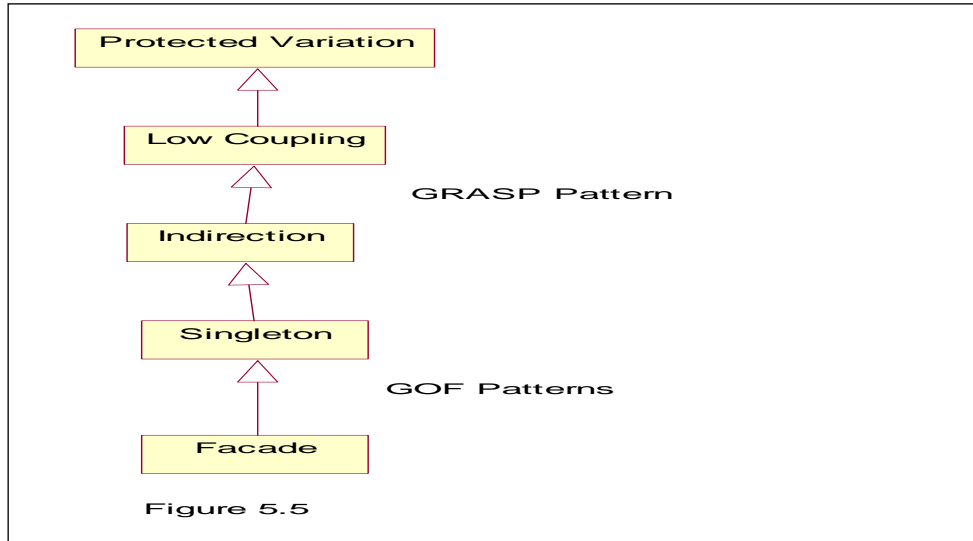 Protected Variation
Low Coupling
GRASP Pattern
Indirection
Singleton
GOF Patterns
Facade
Figure 5.5